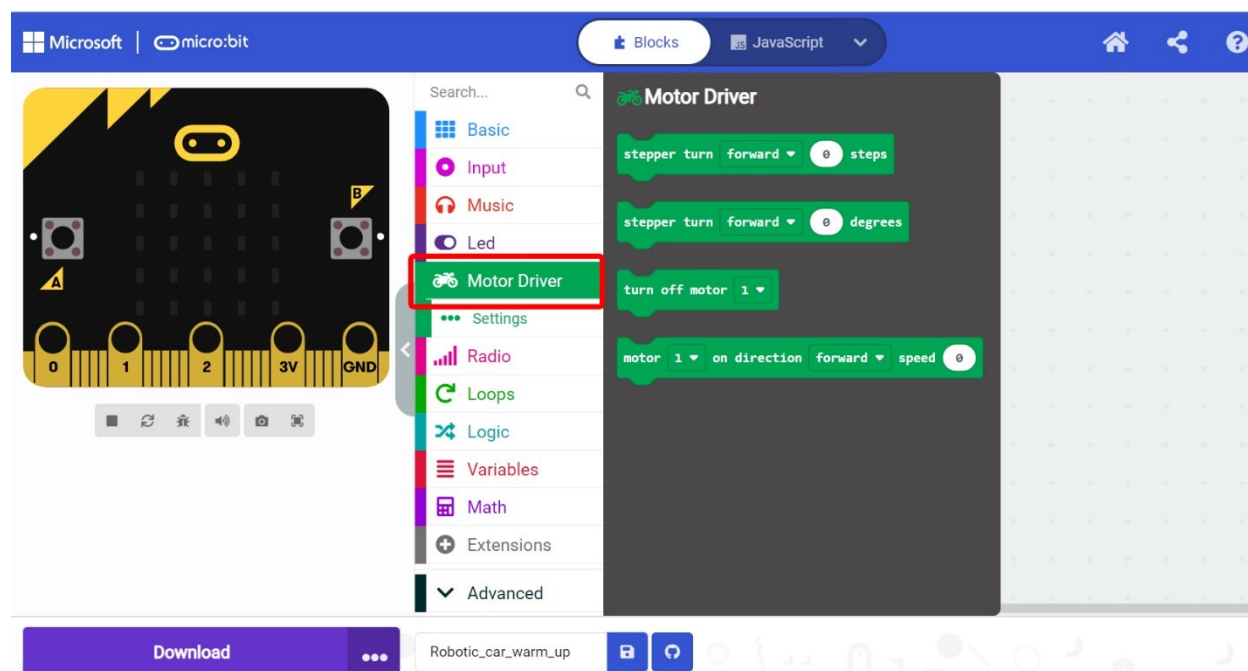 Microsoft micro:bit
Blocks
JavaScript
Search...
Basic
Input
Music
Led
Motor Driver
Settings
Radio
Loops
Logic
Variables
Math
Extensions
Advanced
Motor Driver
stepper turn forward 0 steps
stepper turn forward 0 degrees
turn off motor 1
motor 1 on direction forward speed 0
B
A
0 1 2 3V GND
Download
Robotic_car_warm_up